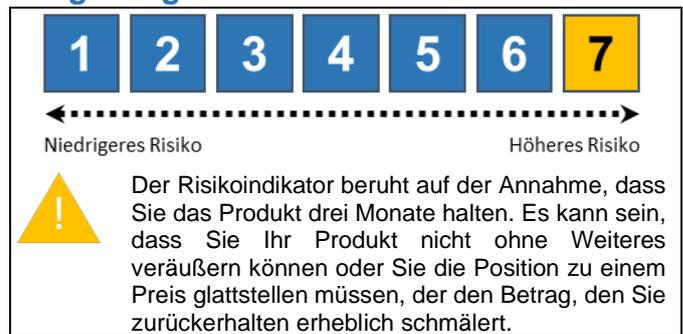 1 2 3 4 5 6 7
Niedrigeres Risiko Höheres Risiko
!
Der Risikoindikator beruht auf der Annahme, dass
Sie das Produkt drei Monate halten. Es kann sein,
dass Sie Ihr Produkt nicht ohne Weiteres
veräußern können oder Sie die Position zu einem
Preis glattstellen müssen, der den Betrag, den Sie
zurückerhalten erheblich schmälert.